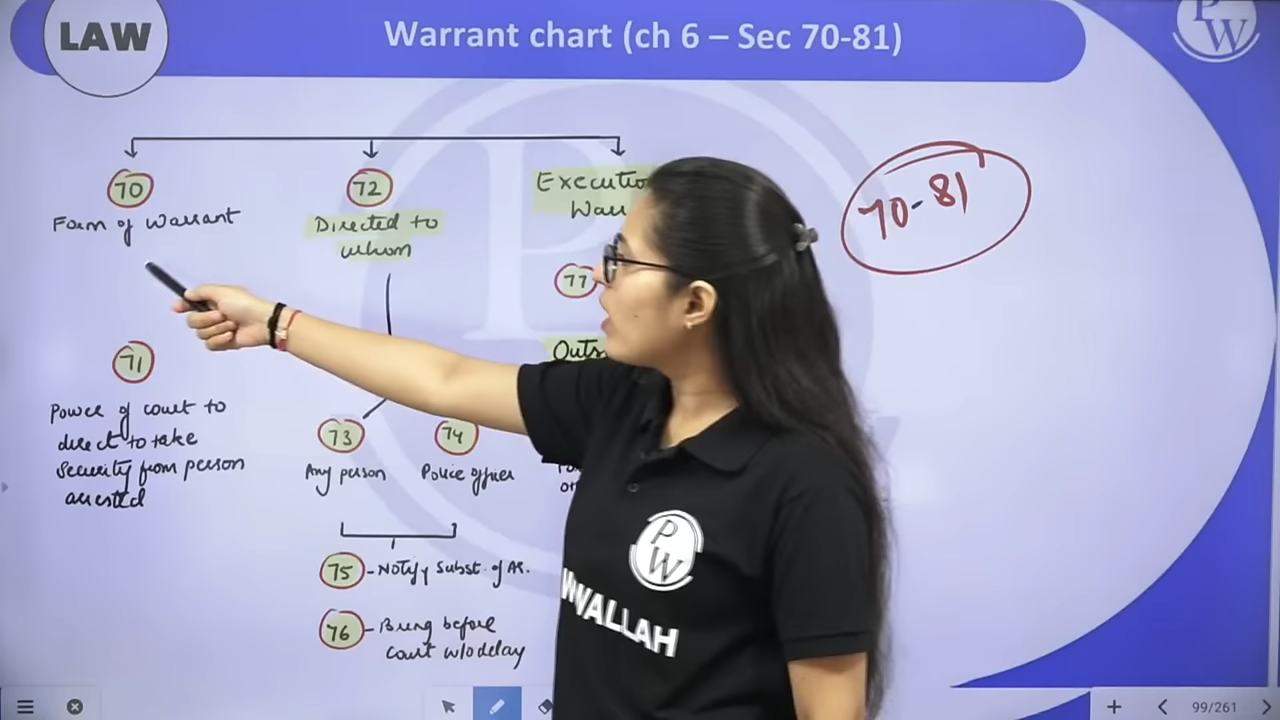 LAW
Warrant chart (ch 6 – Sec 70-81)
P
W
70
Form of Warrant
72
Directed to
whom
Executio
Warr
77
70-81
71
Power of court to
direct to take
security from person
arrested
Outs
73
Any person
74
Police officer
75 - Notify Subst. of Ar.
76 - Bring before
court w/o delay
P
W
WALLAH
99/261